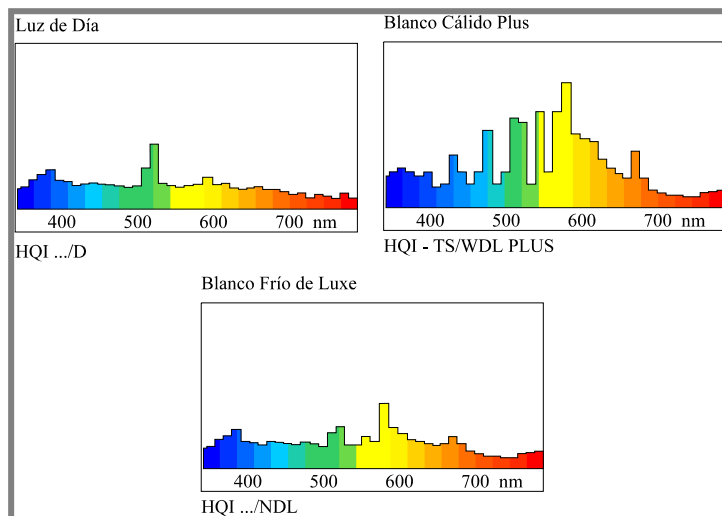 Luz de Día
400 500 600 700 nm
HQI .../D
Blanco Cálido Plus
400 500 600 700 nm
HQI - TS/WDL PLUS
Blanco Frío de Luxe
400 500 600 700 nm
HQI .../NDL